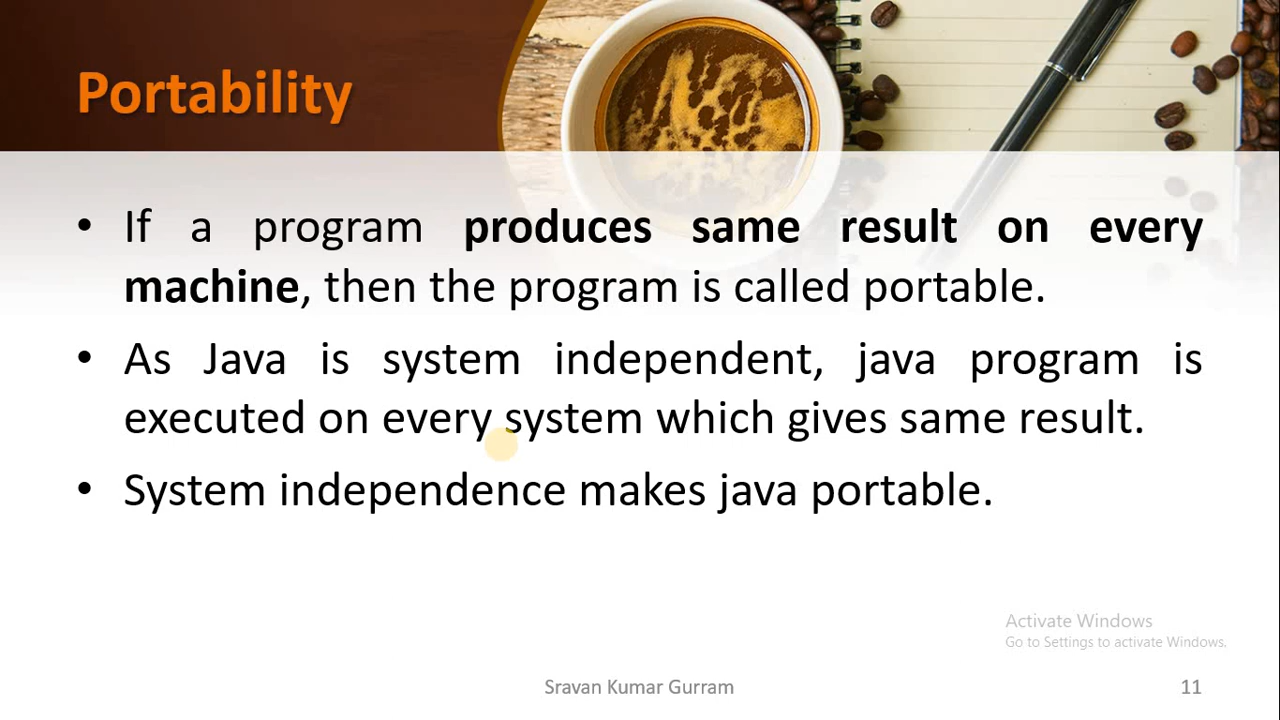 Portability
• If a program produces same result on every
machine, then the program is called portable.
• As Java is system independent, java program is
executed on every system which gives same result.
• System independence makes java portable.
Activate Windows
Go to Settings to activate Windows.
Sravan Kumar Gurram
11